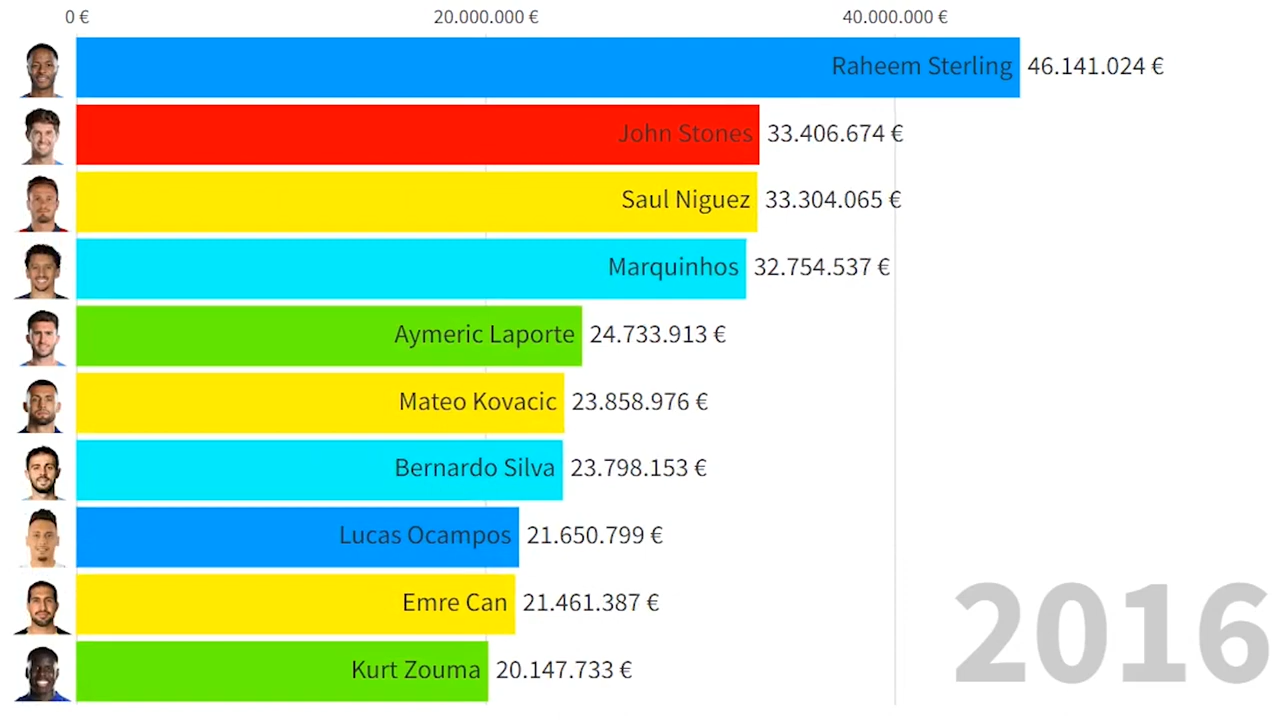 0 € 20.000.000 € 40.000.000 €
Raheem Sterling 46.141.024 €
John Stones 33.406.674 €
Saul Niguez 33.304.065 €
Marquinhos 32.754.537 €
Aymeric Laporte 24.733.913 €
Mateo Kovacic 23.858.976 €
Bernardo Silva 23.798.153 €
Lucas Ocampos 21.650.799 €
Emre Can 21.461.387 €
Kurt Zouma 20.147.733 €
2016